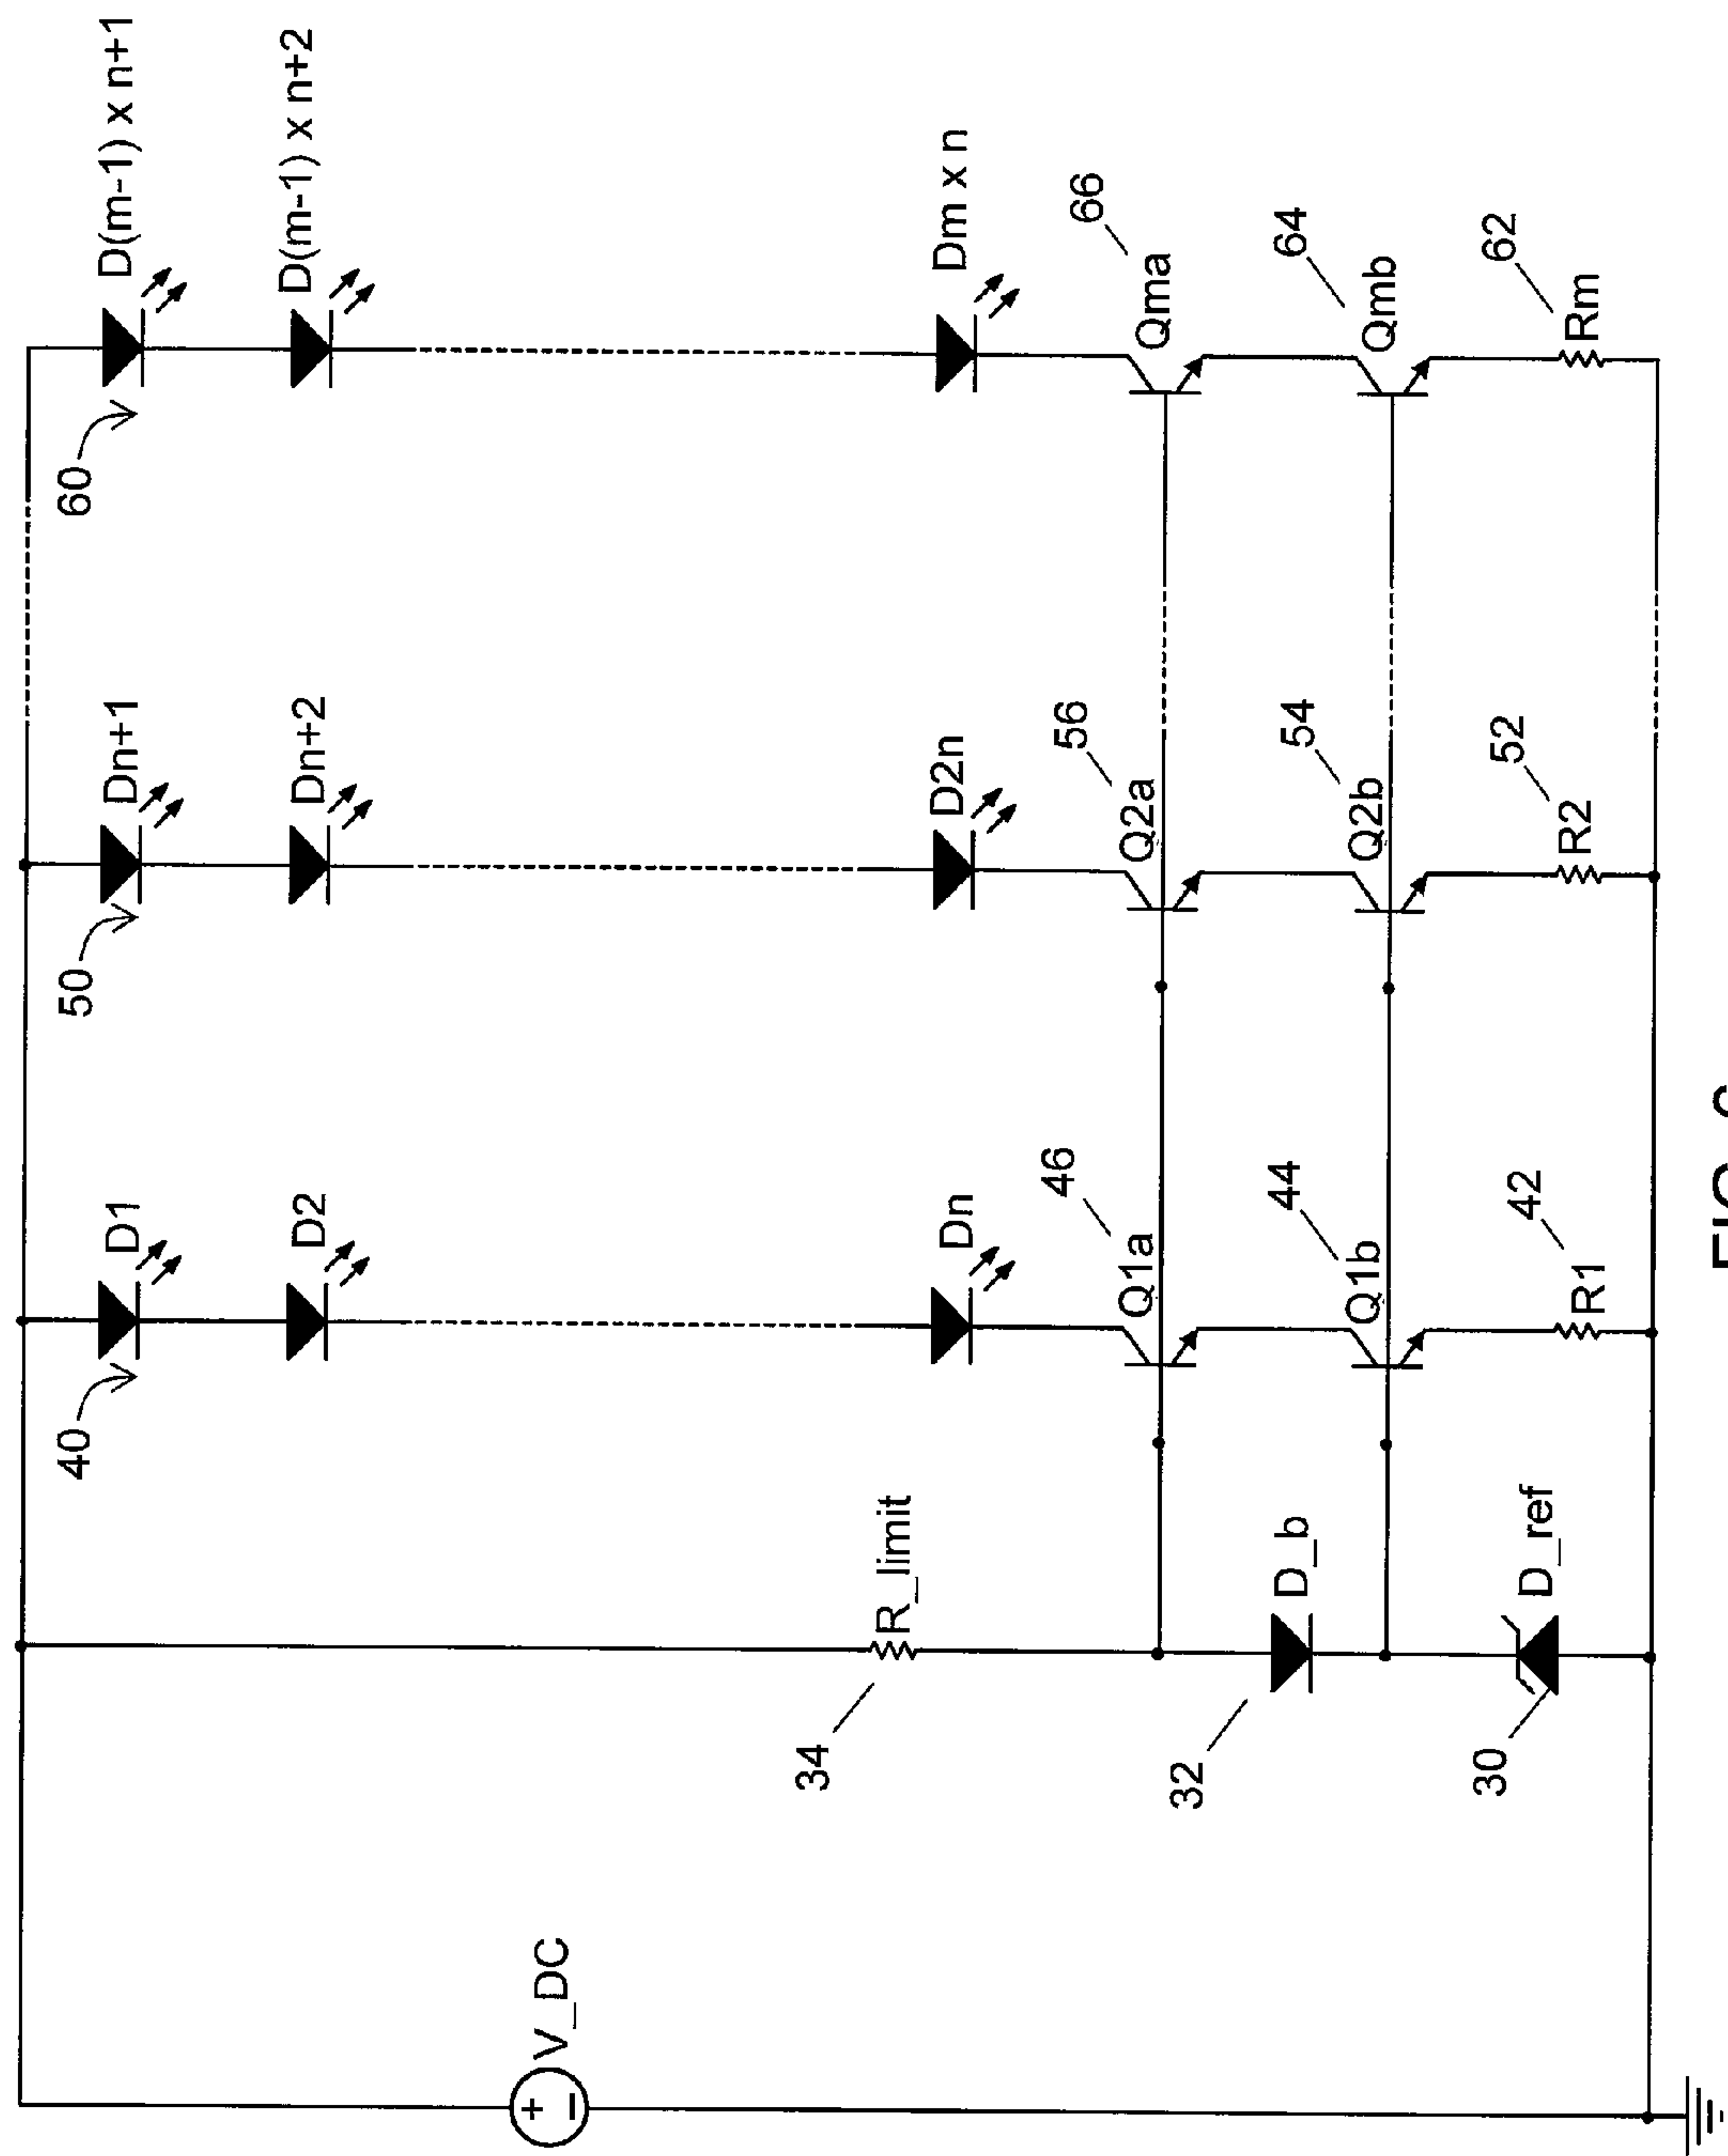 D1
Dn+1
D(m-1) x n+1
40
50
60
D2
Dn+2
D(m-1) x n+2
V_DC
+
−
34
R_limit
Dn
D2n
Dm x n
46
56
66
Q1a
Q2a
Qma
32
D_b
44
54
64
Q1b
Q2b
Qmb
30
D_ref
42
52
62
R1
R2
Rm